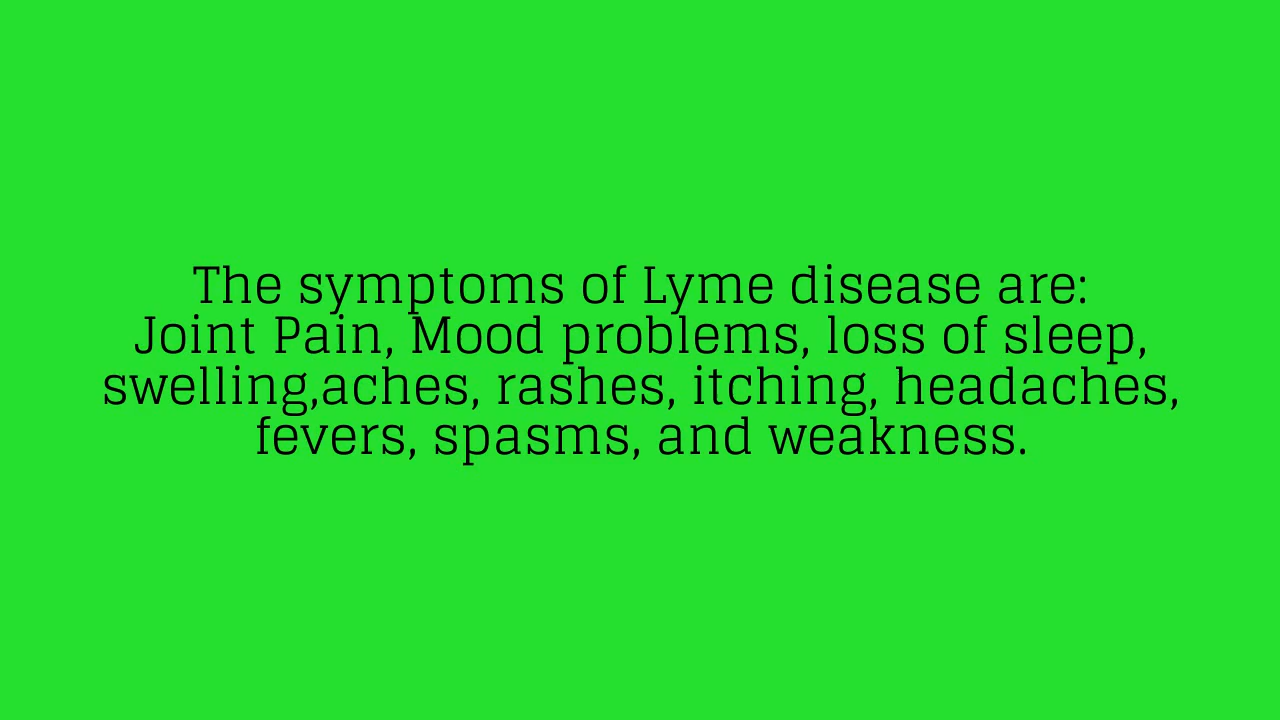 The symptoms of Lyme disease are:
Joint Pain, Mood problems, loss of sleep,
swelling,aches, rashes, itching, headaches,
fevers, spasms, and weakness.